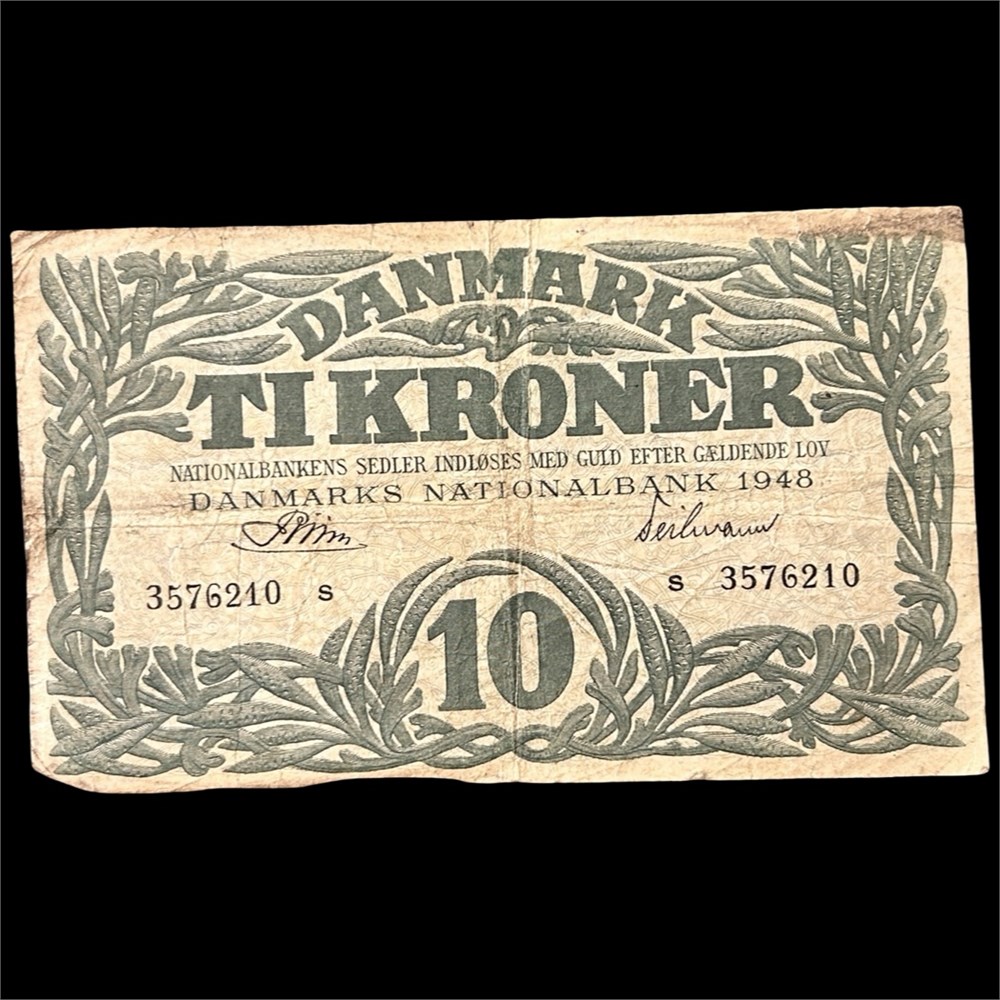 DANMARK
TI KRONER
NATIONALBANKENS SEDLER INDLØSES MED GULD EFTER GÆLDENDE LOV
DANMARKS NATIONALBANK 1948
3576210 S S 3576210
10